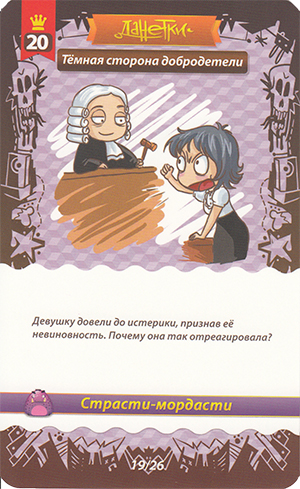 ДАНЕТКИ
20
Тёмная сторона добродетели
Девушку довели до истерики, признав её
невиновность. Почему она так отреагировала?
Страсти-мордасти
19/26